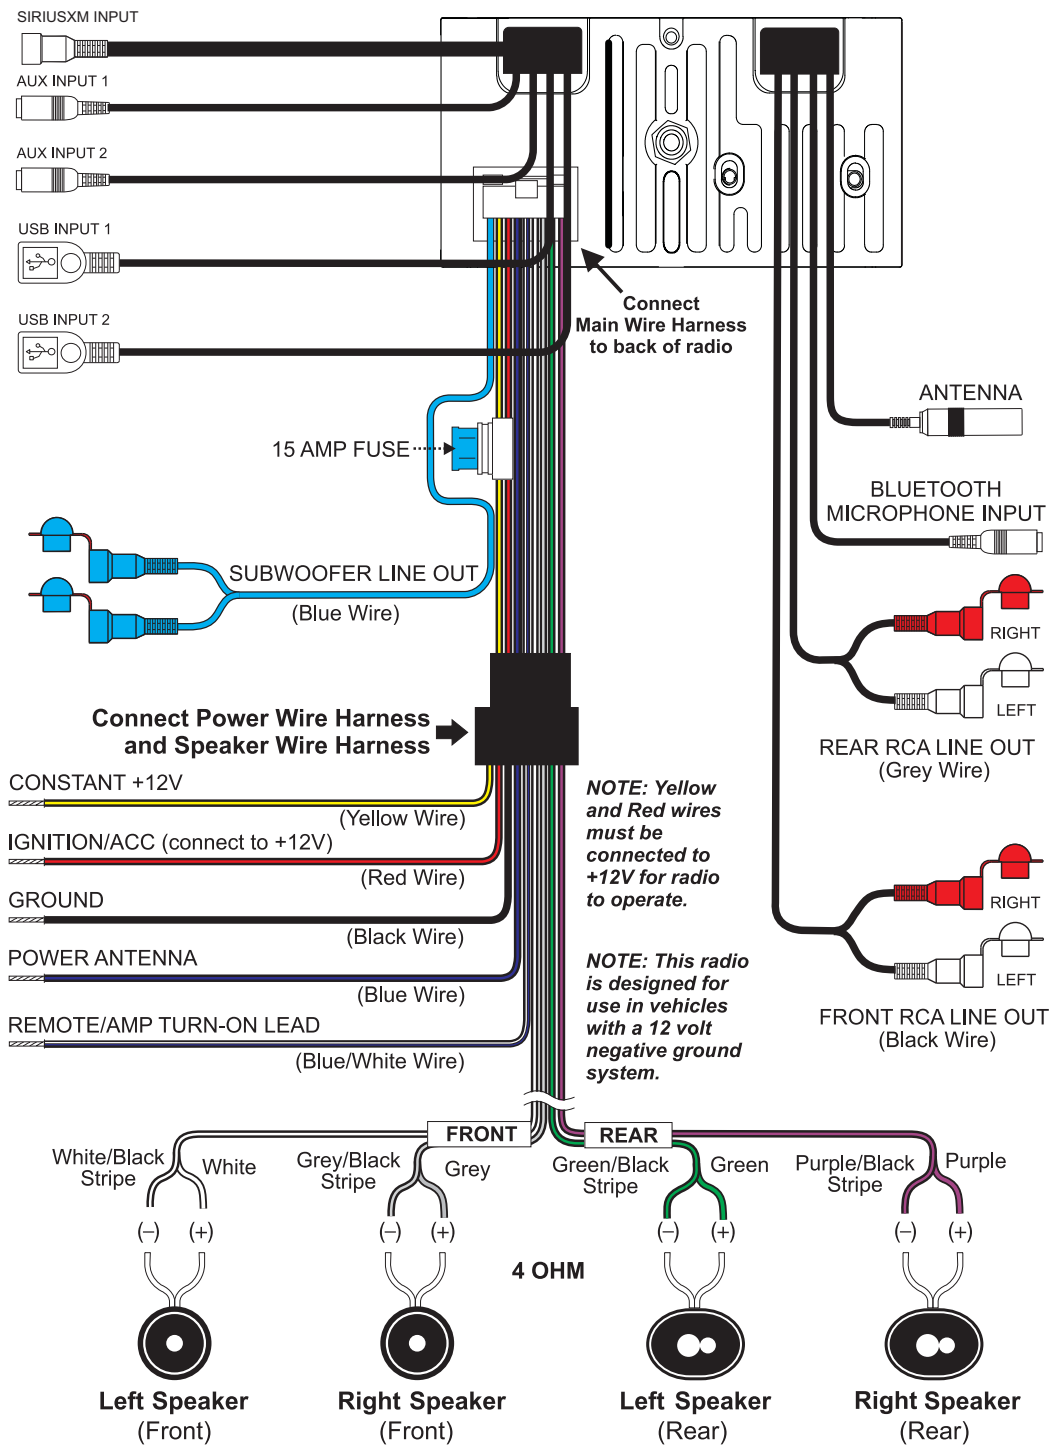 SIRIUSXM INPUT
AUX INPUT 1
AUX INPUT 2
USB INPUT 1
USB INPUT 2
Connect
Main Wire Harness
to back of radio
ANTENNA
15 AMP FUSE
BLUETOOTH
MICROPHONE INPUT
SUBWOOFER LINE OUT
(Blue Wire)
RIGHT
LEFT
REAR RCA LINE OUT
(Grey Wire)
Connect Power Wire Harness
and Speaker Wire Harness
CONSTANT +12V
(Yellow Wire)
IGNITION/ACC (connect to +12V)
(Red Wire)
GROUND
(Black Wire)
POWER ANTENNA
(Blue Wire)
REMOTE/AMP TURN-ON LEAD
(Blue/White Wire)
NOTE: Yellow
and Red wires
must be
connected to
+12V for radio
to operate.
NOTE: This radio
is designed for
use in vehicles
with a 12 volt
negative ground
system.
RIGHT
LEFT
FRONT RCA LINE OUT
(Black Wire)
FRONT
REAR
White/Black
Stripe
White
Grey/Black
Stripe
Grey
Green/Black
Stripe
Green
Purple/Black
Stripe
Purple
(–)
(+)
(–)
(+)
(–)
(+)
(–)
(+)
4 OHM
Left Speaker
(Front)
Right Speaker
(Front)
Left Speaker
(Rear)
Right Speaker
(Rear)